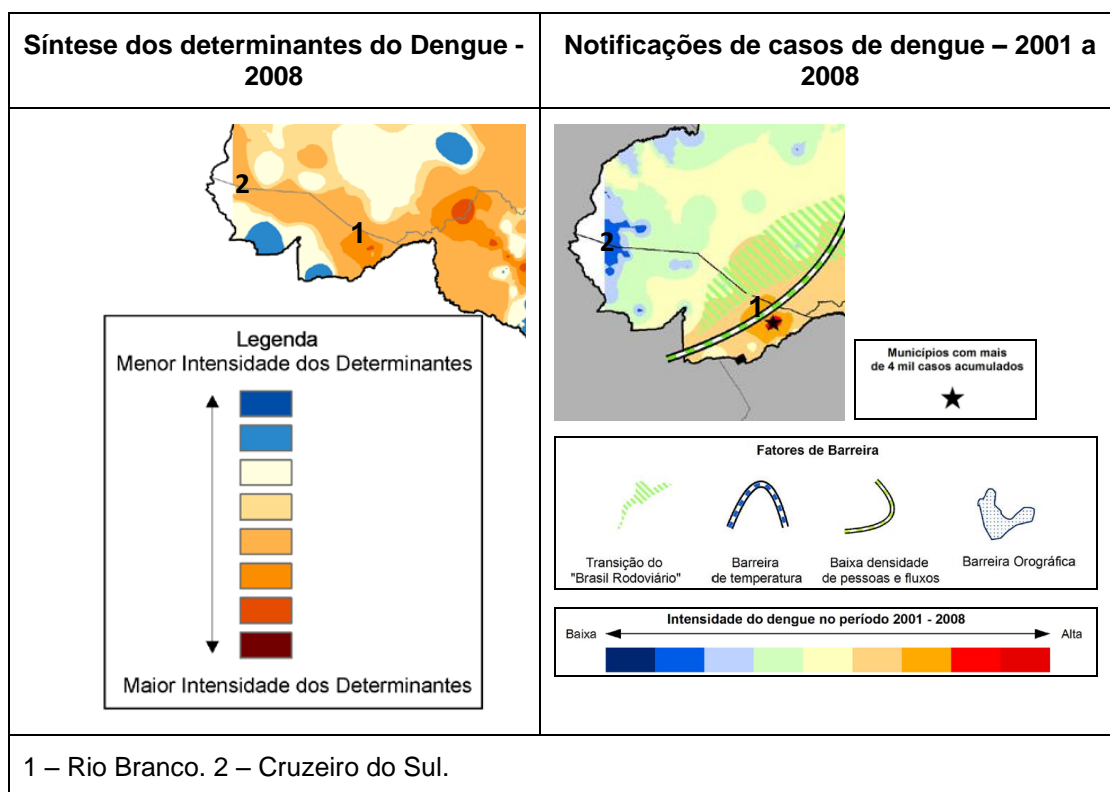 Síntese dos determinantes do Dengue -
2008
Notificações de casos de dengue – 2001 a
2008
2
1
Legenda
Menor Intensidade dos Determinantes
Maior Intensidade dos Determinantes
2
1
Municípios com mais
de 4 mil casos acumulados
Fatores de Barreira
Transição do
"Brasil Rodoviário"
Barreira
de temperatura
Baixa densidade
de pessoas e fluxos
Barreira Orográfica
Intensidade do dengue no período 2001 - 2008
Baixa
Alta
1 – Rio Branco. 2 – Cruzeiro do Sul.